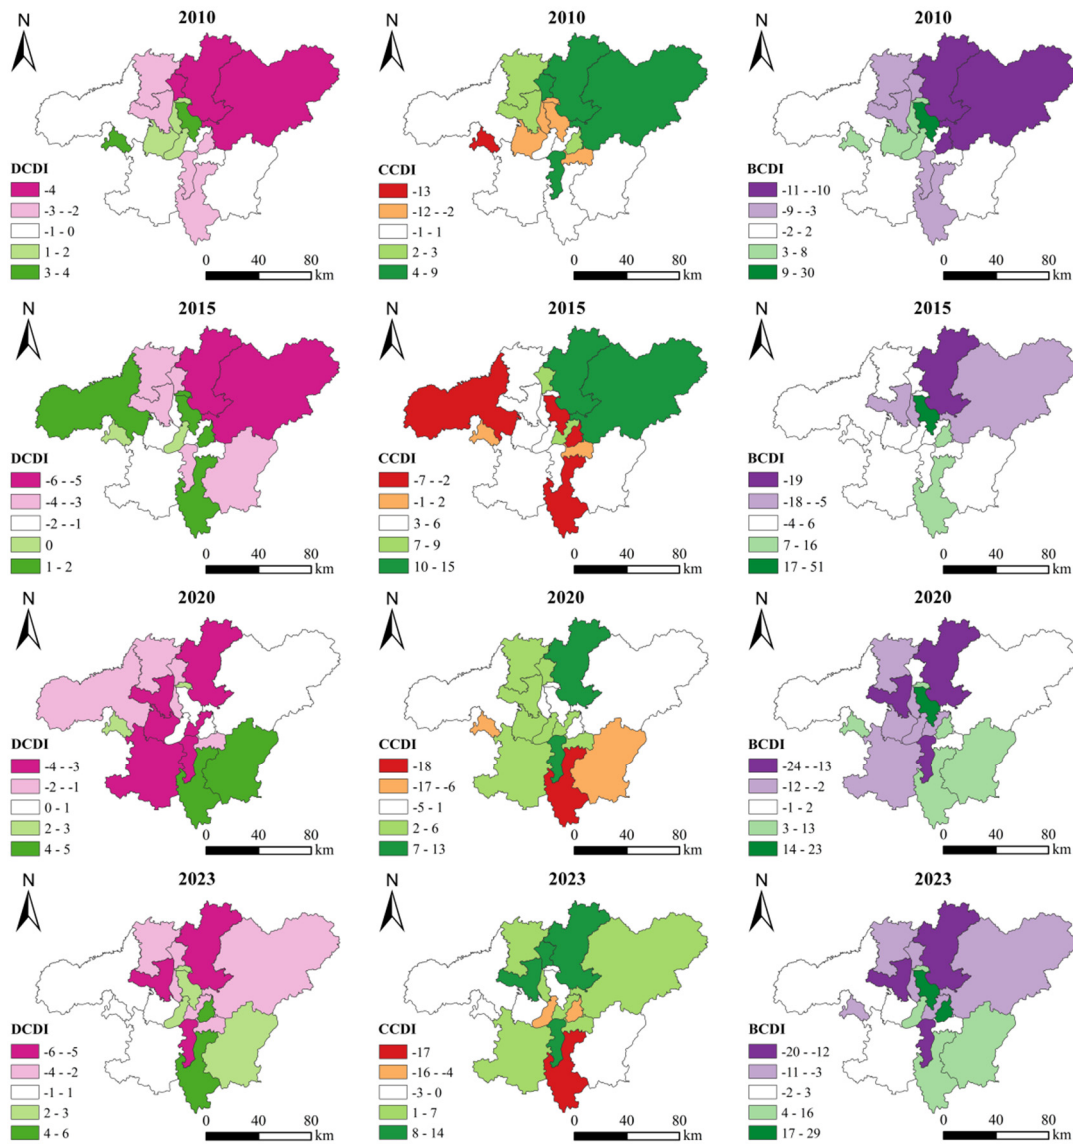 2010
N
DCDI
-4
-3 - -2
-1 - 0
1 - 2
3 - 4
0 40 80
km
2010
N
CCDI
-13
-12 - -2
-1 - 1
2 - 3
4 - 9
0 40 80
km
2010
N
BCDI
-11 - -10
-9 - -3
-2 - 2
3 - 8
9 - 30
0 40 80
km
2015
N
DCDI
-6 - -5
-4 - -3
-2 - -1
0
1 - 2
0 40 80
km
2015
N
CCDI
-7 - -2
-1 - 2
3 - 6
7 - 9
10 - 15
0 40 80
km
2015
N
BCDI
-19
-18 - -5
-4 - 6
7 - 16
17 - 51
0 40 80
km
2020
N
DCDI
-4 - -3
-2 - -1
0 - 1
2 - 3
4 - 5
0 40 80
km
2020
N
CCDI
-18
-17 - -6
-5 - 1
2 - 6
7 - 13
0 40 80
km
2020
N
BCDI
-24 - -13
-12 - -2
-1 - 2
3 - 13
14 - 23
0 40 80
km
2023
N
DCDI
-6 - -5
-4 - -2
-1 - 1
2 - 3
4 - 6
0 40 80
km
2023
N
CCDI
-17
-16 - -4
-3 - 0
1 - 7
8 - 14
0 40 80
km
2023
N
BCDI
-20 - -12
-11 - -3
-2 - 3
4 - 16
17 - 29
0 40 80
km